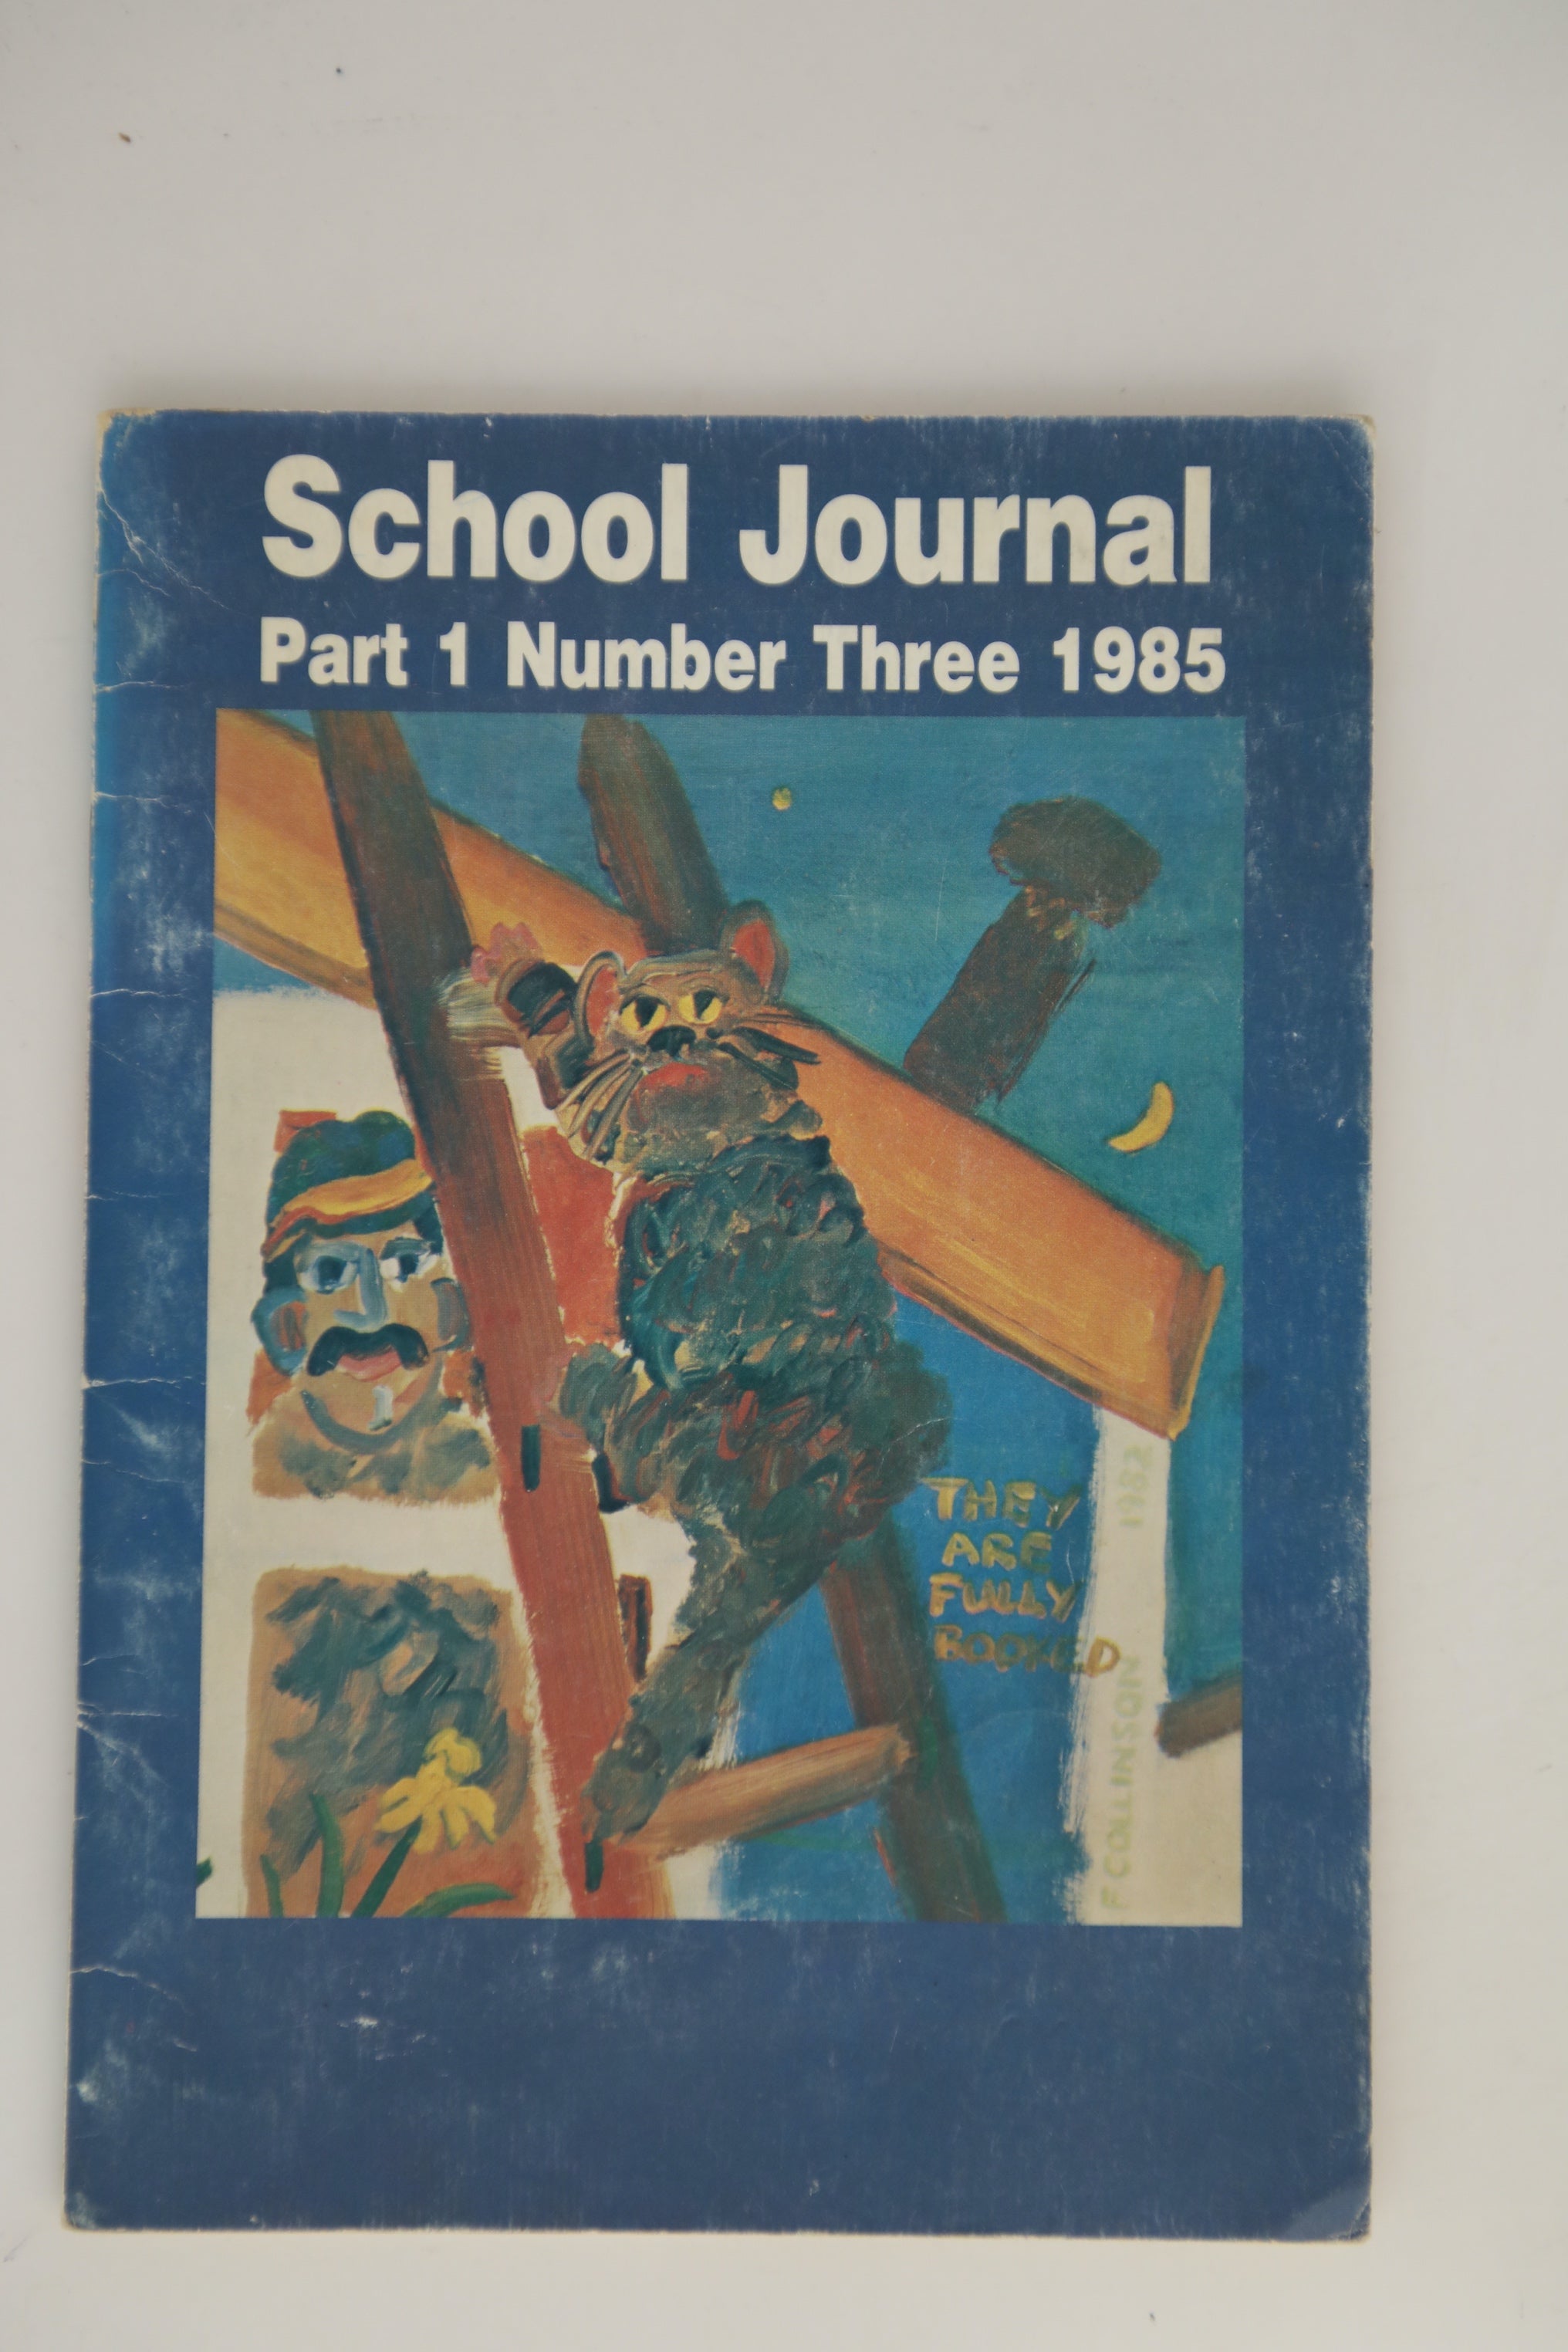 School Journal
Part 1 Number Three 1985
THEY
ARE
FULLY
BOOKED
F COLLINSON 1982